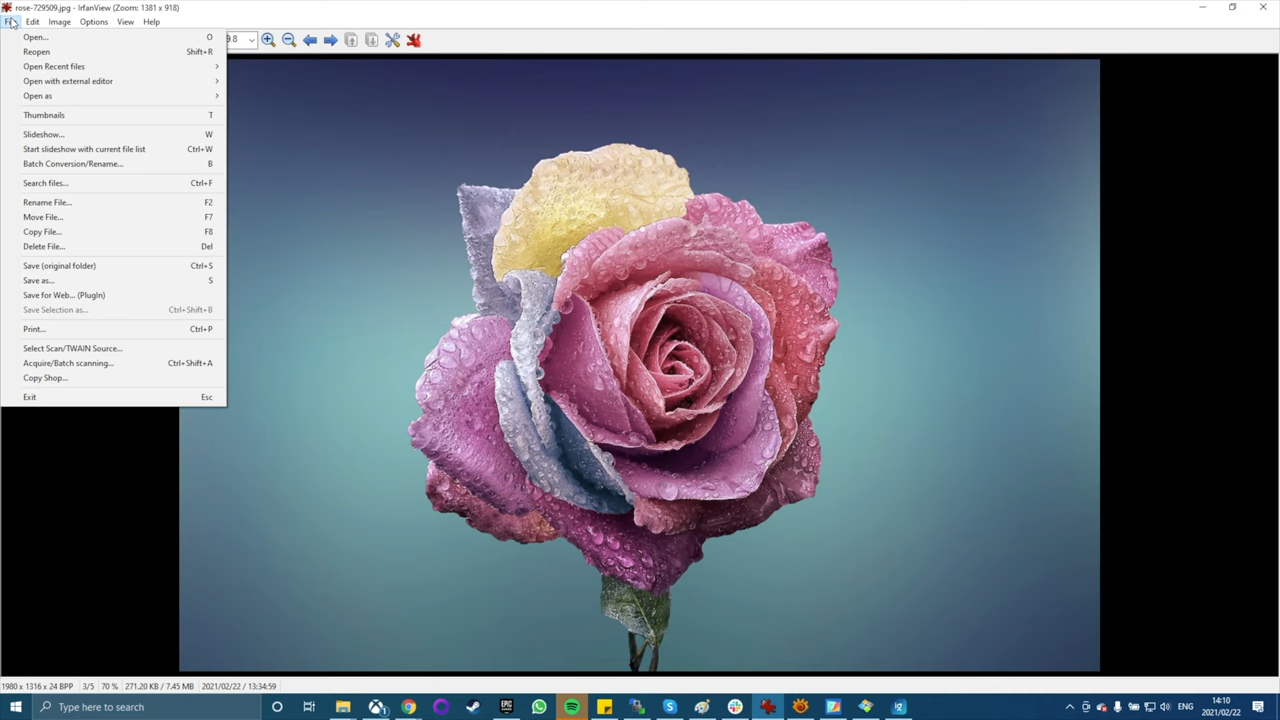 rose-729509.jpg - IrfanView (Zoom: 1381 x 918)
Edit Image Options View Help
9.8
Open... O
Reopen Shift+R
Open Recent files
Open with external editor
Open as
Thumbnails T
Slideshow... W
Start slideshow with current file list Ctrl+W
Batch Conversion/Rename... B
Search files... Ctrl+F
Rename File... F2
Move File... F7
Copy File... F8
Delete File... Del
Save (original folder) Ctrl+S
Save as... S
Save for Web... (PlugIn)
Save Selection as... Ctrl+Shift+B
Print... Ctrl+P
Select Scan/TWAIN Source...
Acquire/Batch scanning... Ctrl+Shift+A
Copy Shop...
Exit Esc
1980 x 1316 x 24 BPP 3/5 70 % 271.20 KB / 7.45 MB 2021/02/22 / 13:34:59
Type here to search
ENG
14:10
2021/02/22